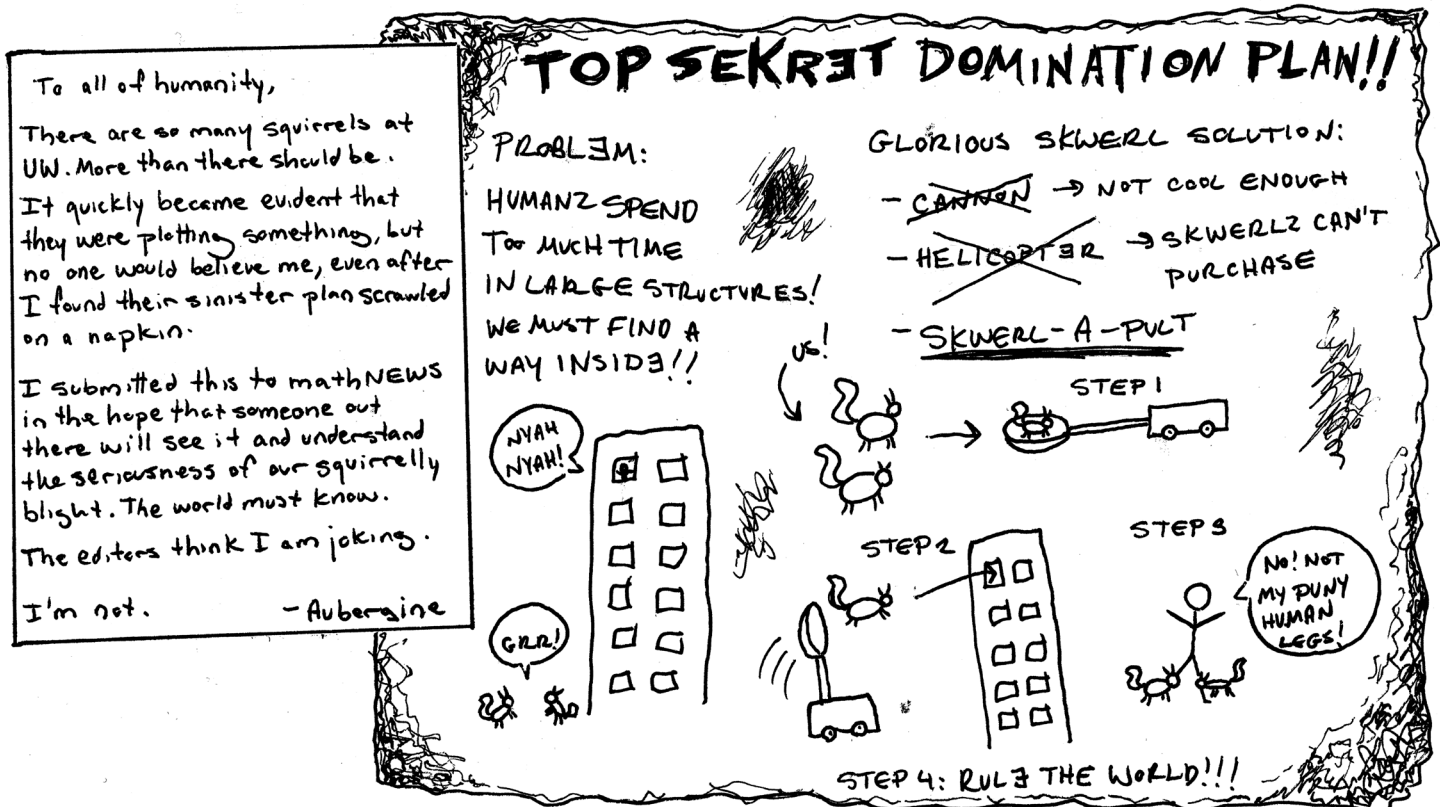 To all of humanity,
There are so many squirrels at
UW. More than there should be.
It quickly became evident that
they were plotting something, but
no one would believe me, even after
I found their sinister plan scrawled
on a napkin.
I submitted this to mathNEWS
in the hope that someone out
there will see it and understand
the seriousness of our squirrelly
blight. The world must know.
The editors think I am joking.
I'm not. - Aubergine
TOP SEKRƎT DOMINATION PLAN!!
PROBLƎM:
HUMANZ SPEND
TOO MUCH TIME
IN LARGE STRUCTURES!
WE MUST FIND A
WAY INSIDƎ!!
NYAH
NYAH!
GRR!
GLORIOUS SKWERL SOLUTION:
- CANNON → NOT COOL ENOUGH
- HELICOPTƎR → SKWERLZ CAN'T
PURCHASE
- SKWERL-A-PULT
US!
STEP 1
STEP 2
STEP 3
NO! NOT
MY PUNY
HUMAN
LEGS!
STEP 4: RULƎ THE WORLD!!!